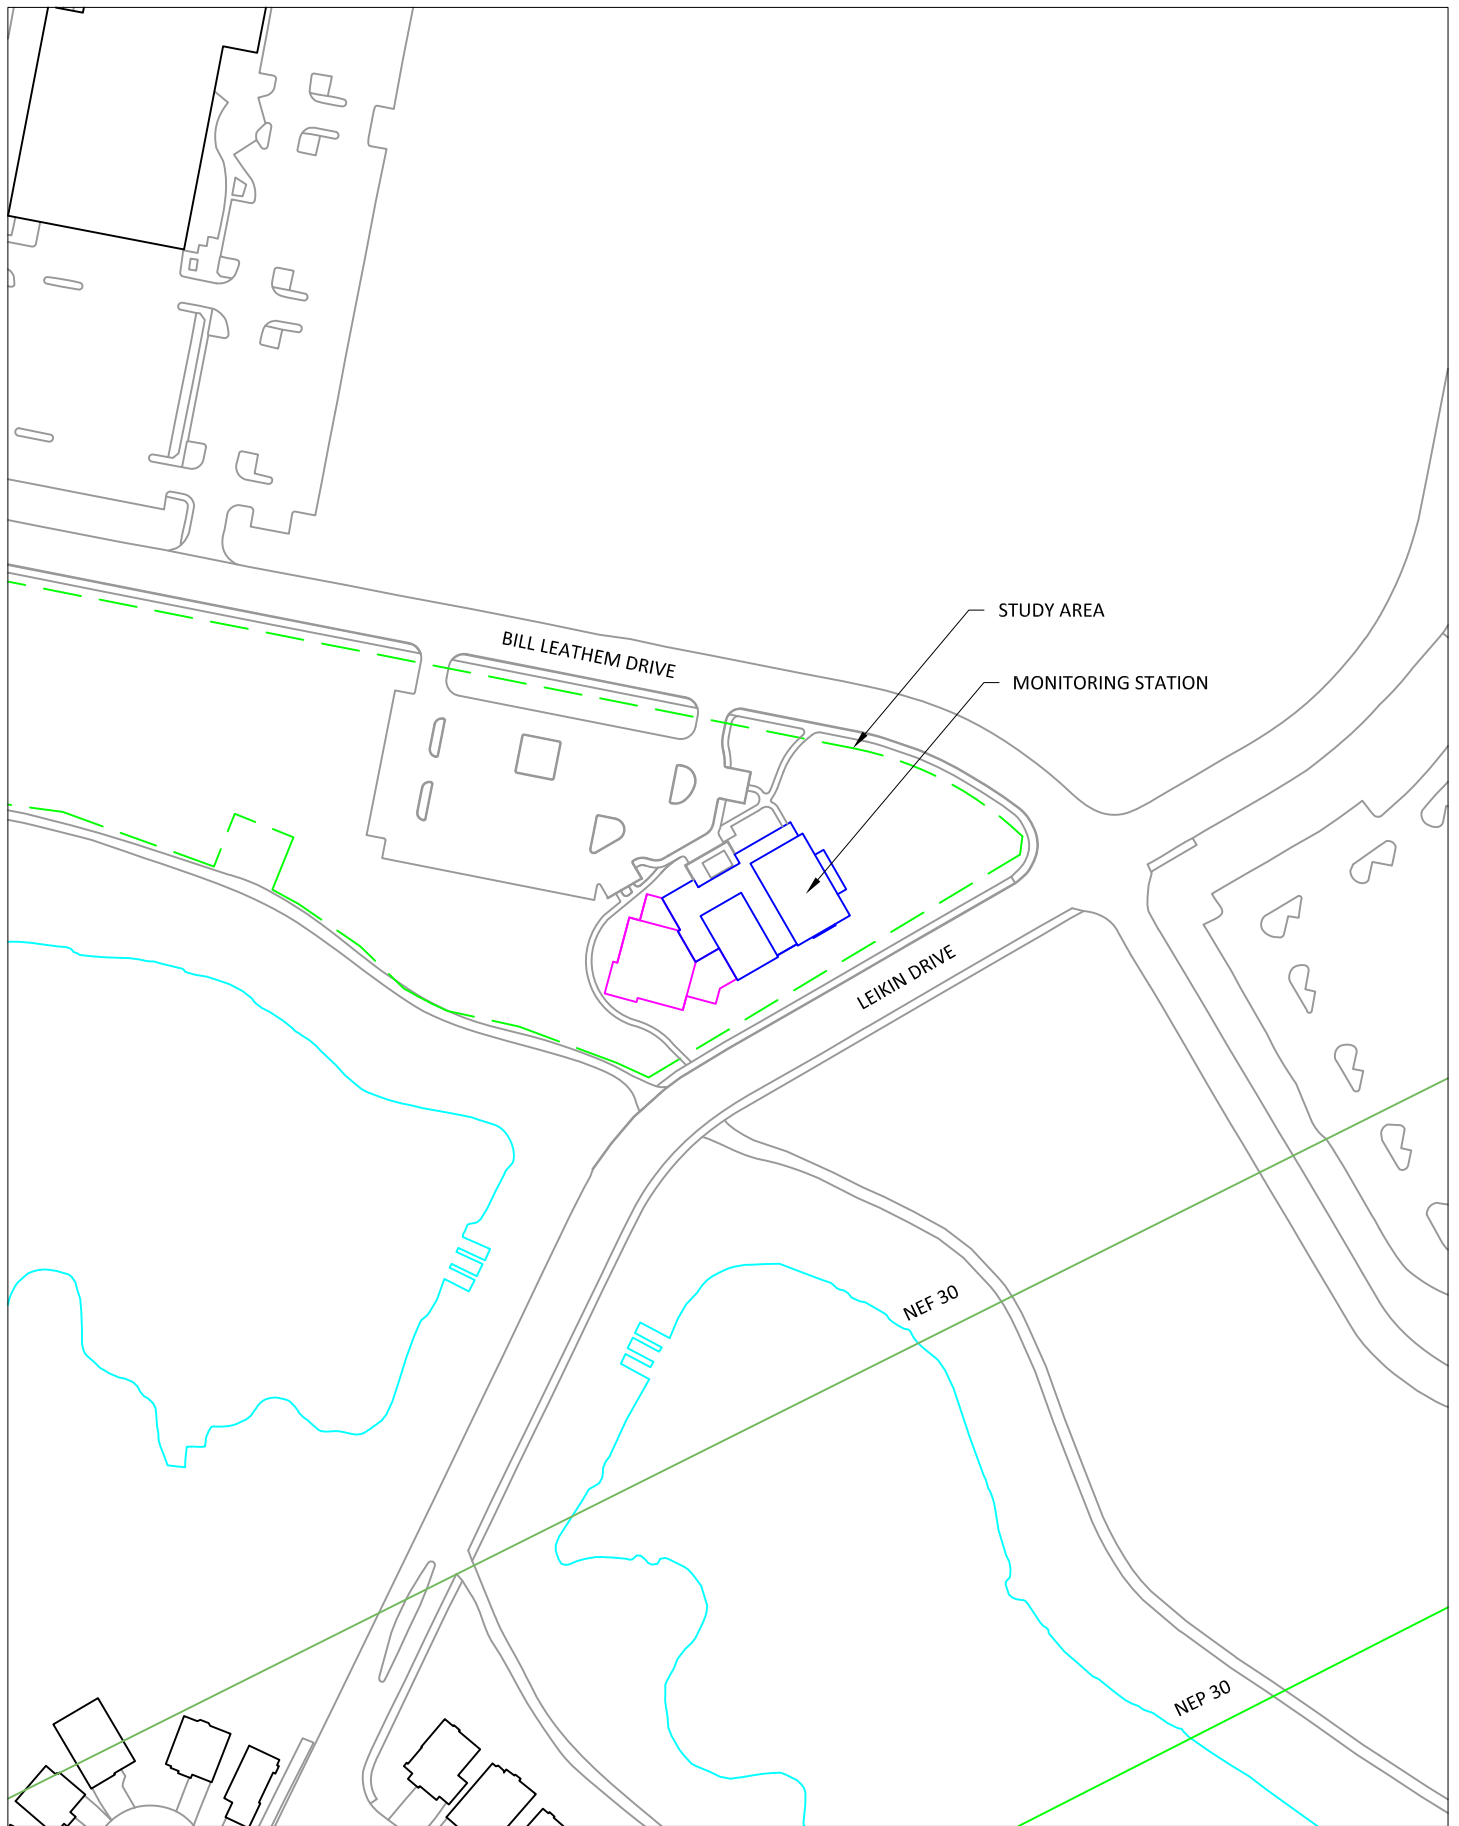 STUDY AREA
BILL LEATHEM DRIVE
MONITORING STATION
LEIKIN DRIVE
NEF 30
NEP 30